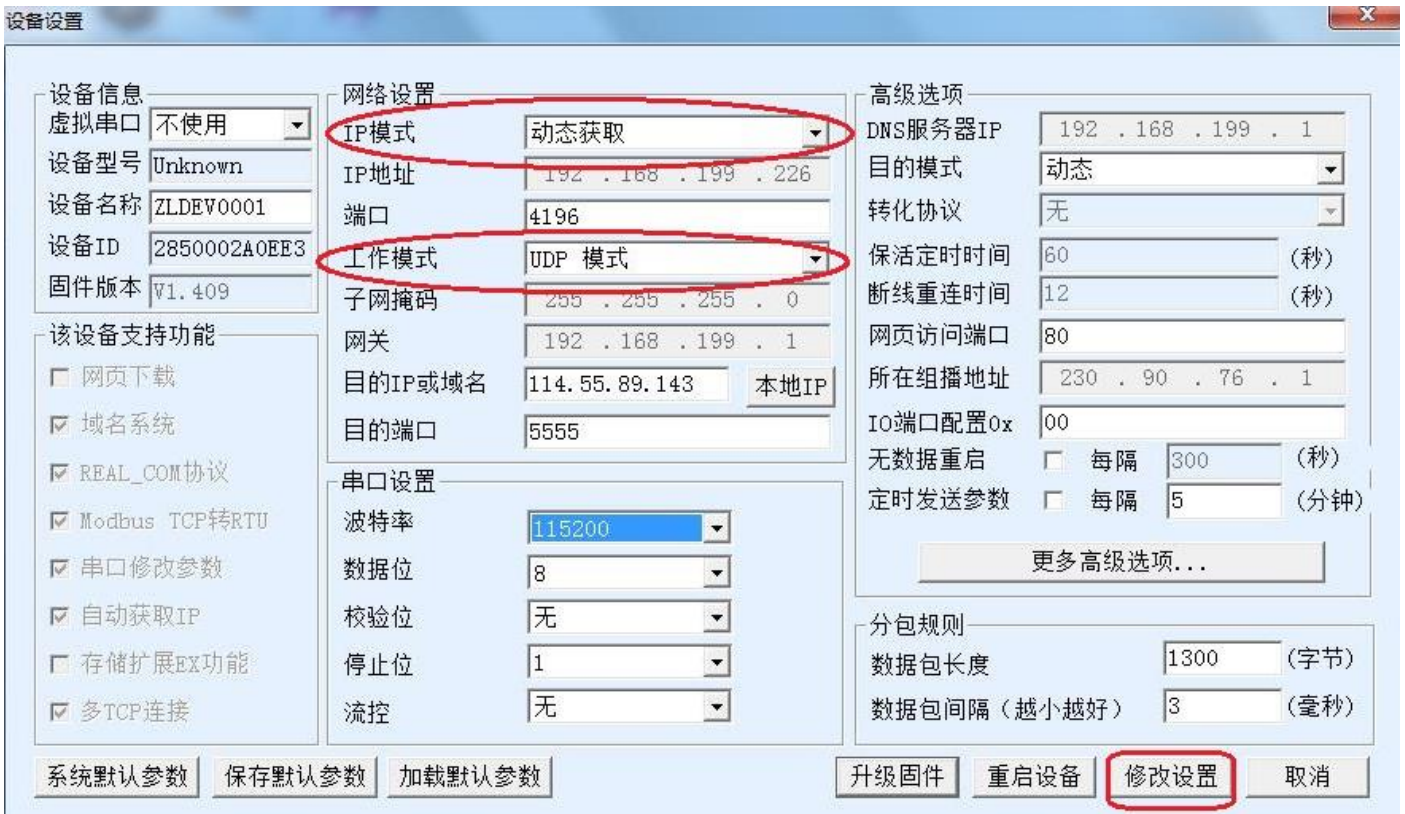 设备设置
设备信息
虚拟串口 不使用
设备型号 Unknown
设备名称 ZLDEV0001
设备ID 2850002A0EE3
固件版本 V1.409
该设备支持功能
网页下载
域名系统
REAL_COM协议
Modbus TCP转RTU
串口修改参数
自动获取IP
存储扩展EX功能
多TCP连接
网络设置
IP模式 动态获取
IP地址 192 . 168 . 199 . 226
端口 4196
工作模式 UDP 模式
子网掩码 255 . 255 . 255 . 0
网关 192 . 168 . 199 . 1
目的IP或域名 114.55.89.143 本地IP
目的端口 5555
串口设置
波特率 115200
数据位 8
校验位 无
停止位 1
流控 无
高级选项
DNS服务器IP 192 . 168 . 199 . 1
目的模式 动态
转化协议 无
保活定时时间 60 (秒)
断线重连时间 12 (秒)
网页访问端口 80
所在组播地址 230 . 90 . 76 . 1
IO端口配置0x 00
无数据重启 每隔 300 (秒)
定时发送参数 每隔 5 (分钟)
更多高级选项...
分包规则
数据包长度 1300 (字节)
数据包间隔（越小越好） 3 (毫秒)
系统默认参数 保存默认参数 加载默认参数 升级固件 重启设备 修改设置 取消